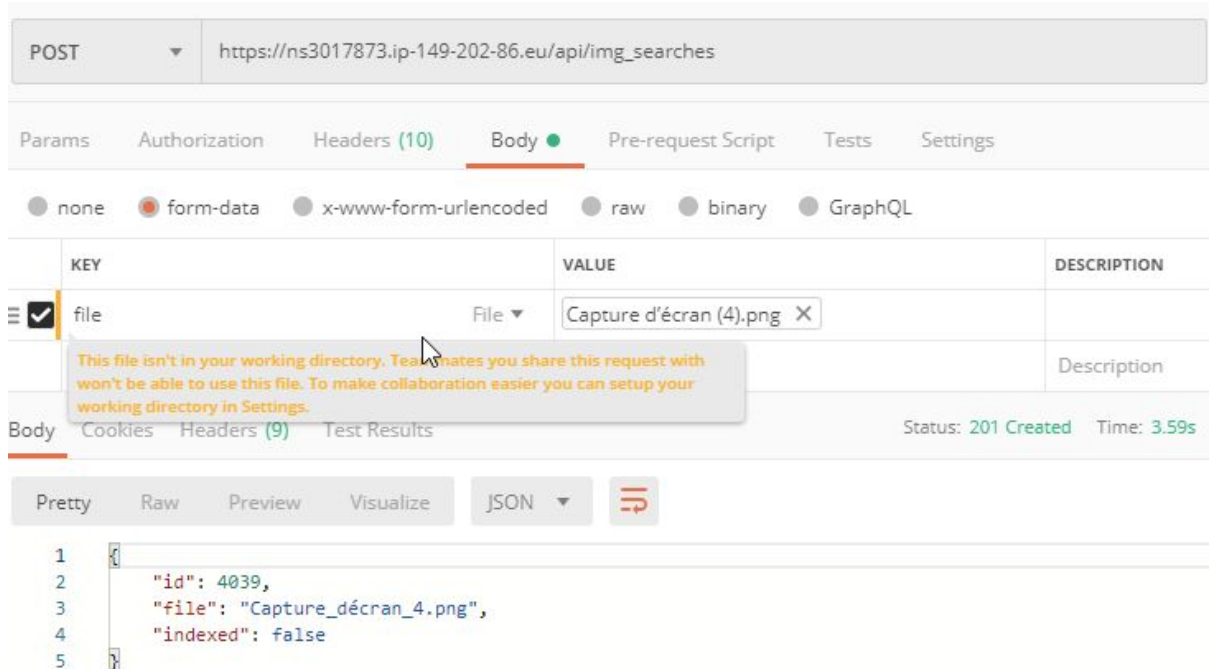 POST https://ns3017873.ip-149-202-86.eu/api/img_searches
Params Authorization Headers (10) Body Pre-request Script Tests Settings
none form-data x-www-form-urlencoded raw binary GraphQL
KEY VALUE DESCRIPTION
file File Capture d'écran (4).png
This file isn't in your working directory. Teammates you share this request with
won't be able to use this file. To make collaboration easier you can setup your
working directory in Settings.
Description
Body Cookies Headers (9) Test Results Status: 201 Created Time: 3.59s
Pretty Raw Preview Visualize JSON
1 {
2 "id": 4039,
3 "file": "Capture_décran_4.png",
4 "indexed": false
5 }